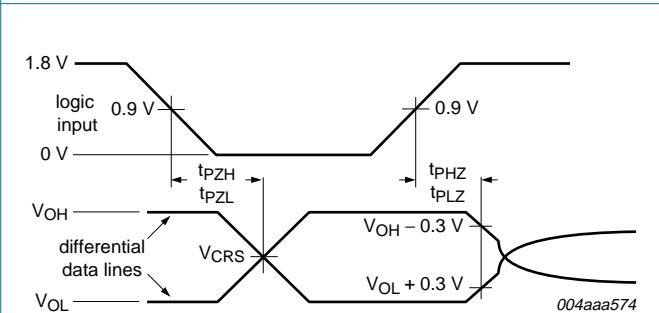 1.8 V
logic
input
0.9 V
0.9 V
0 V
tPZH
tPZL
tPHZ
tPLZ
VOH
VOH – 0.3 V
differential
data lines
VCRS
VOL + 0.3 V
VOL
004aaa574